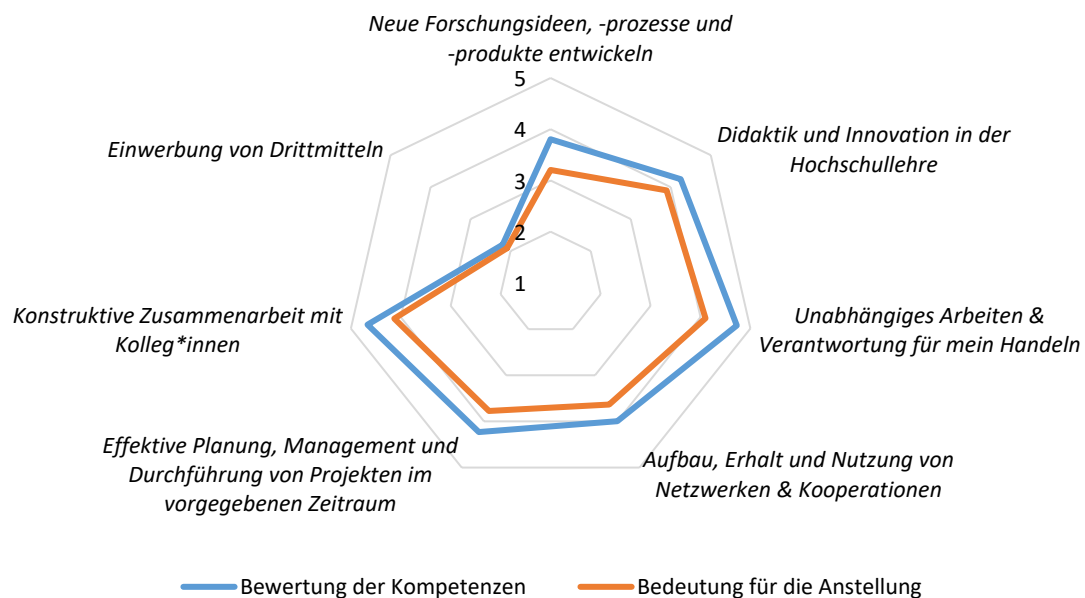 Neue Forschungsideen, -prozesse und
-produkte entwickeln
5
4
3
2
1
Didaktik und Innovation in der
Hochschullehre
Unabhängiges Arbeiten &
Verantwortung für mein Handeln
Aufbau, Erhalt und Nutzung von
Netzwerken & Kooperationen
Effektive Planung, Management und
Durchführung von Projekten im
vorgegebenen Zeitraum
Konstruktive Zusammenarbeit mit
Kolleg*innen
Einwerbung von Drittmitteln
Bewertung der Kompetenzen
Bedeutung für die Anstellung